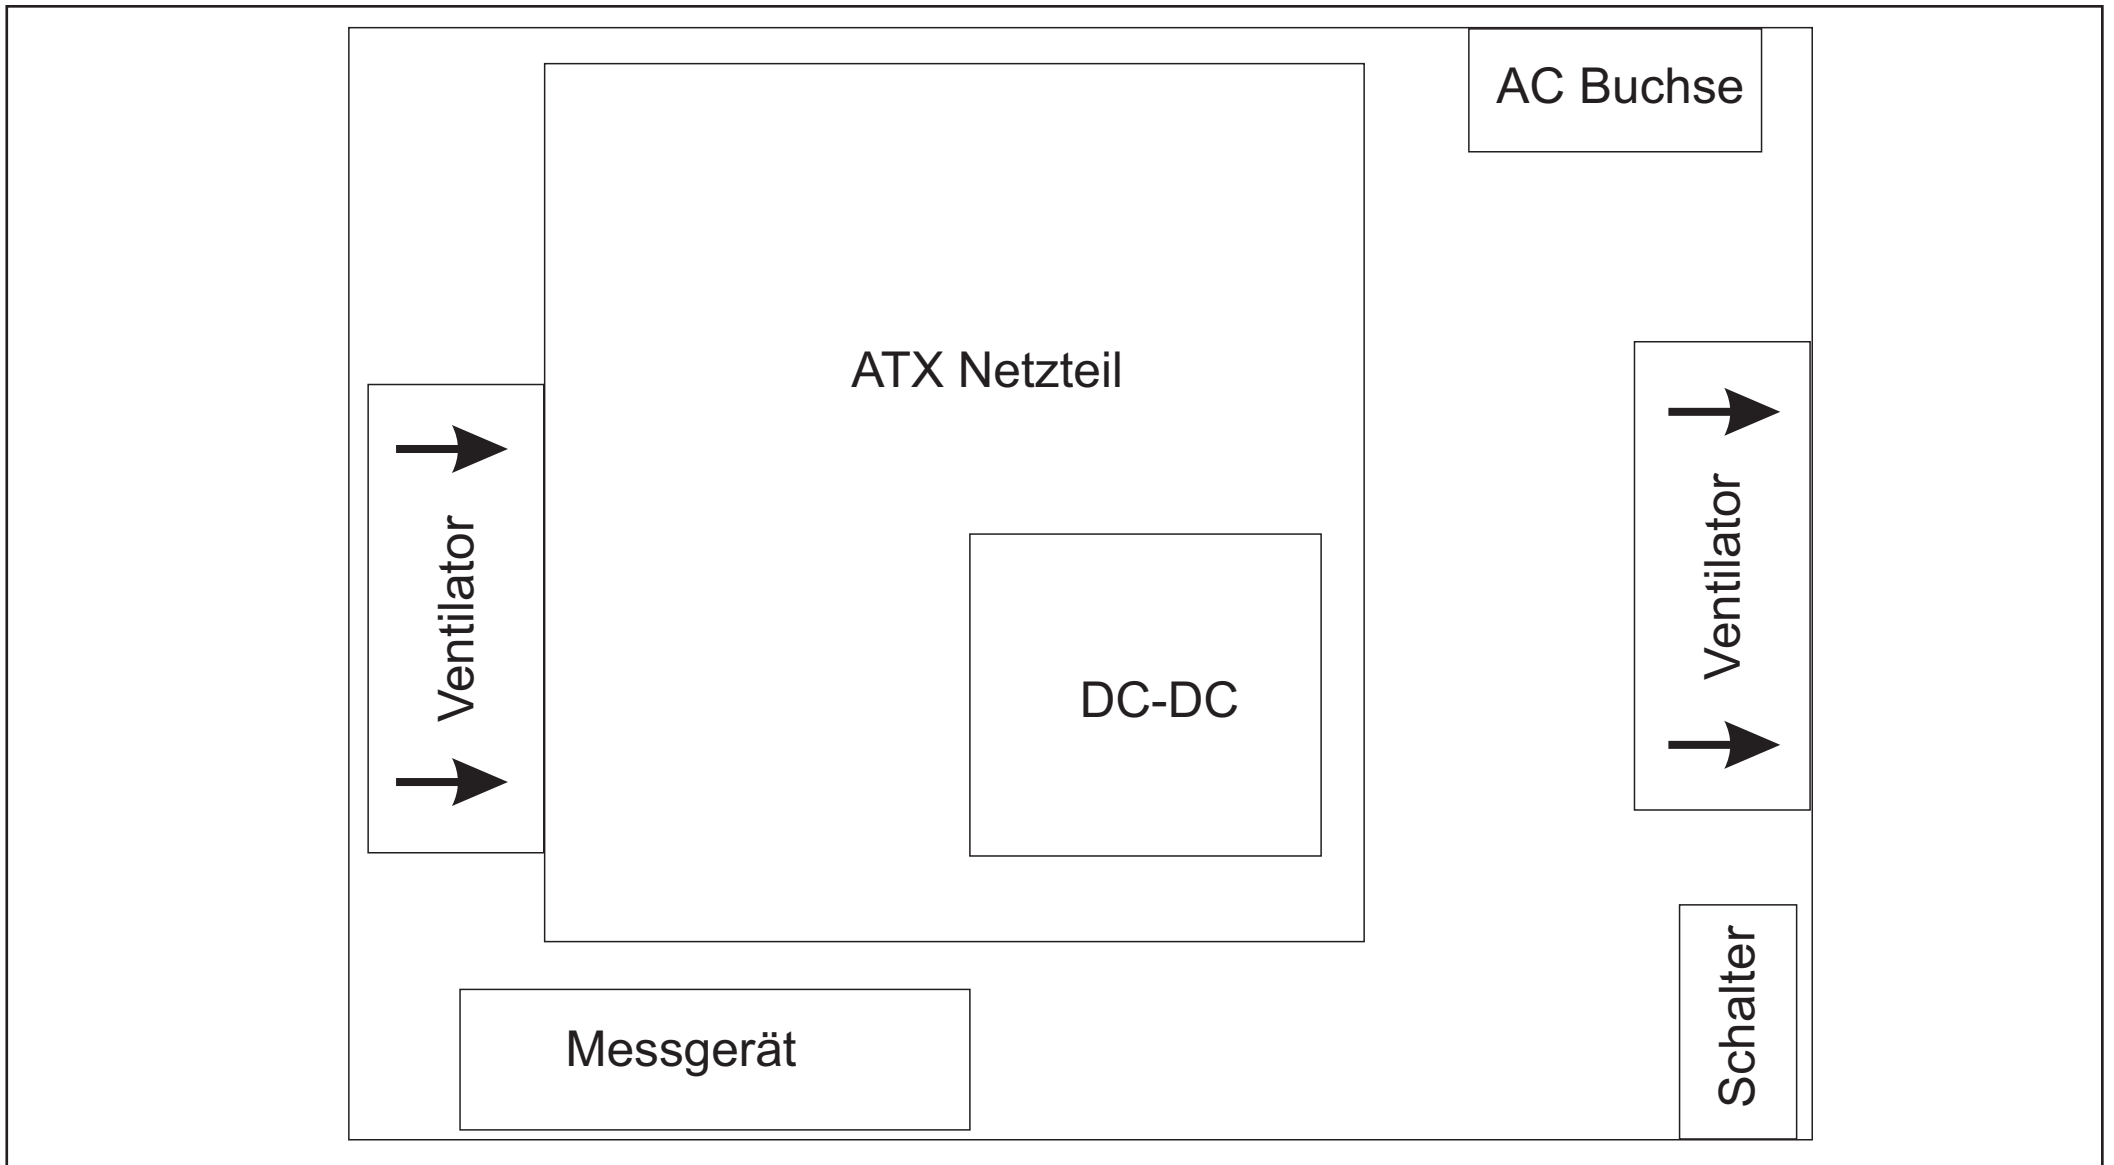 AC Buchse
ATX Netzteil
Ventilator
Ventilator
DC-DC
Schalter
Messgerät